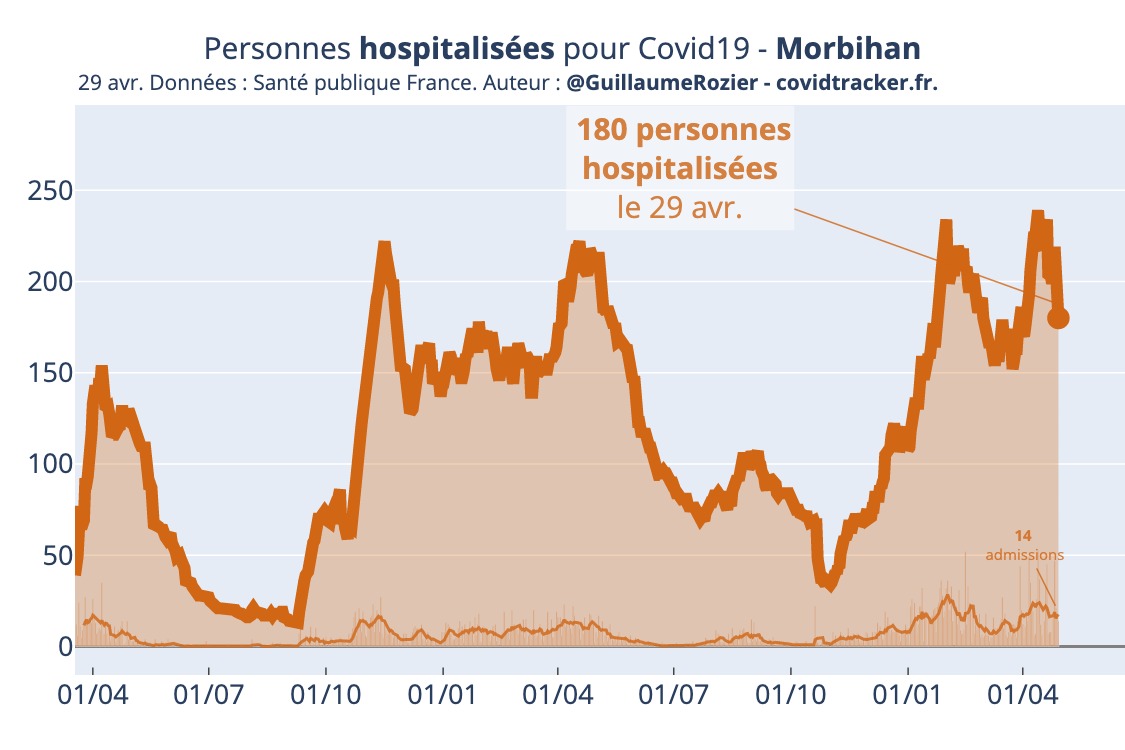 Personnes hospitalisées pour Covid19 - Morbihan
29 avr. Données : Santé publique France. Auteur : @GuillaumeRozier - covidtracker.fr.
180 personnes
hospitalisées
le 29 avr.
250
200
150
100
50
0
14
admissions
01/04 01/07 01/10 01/01 01/04 01/07 01/10 01/01 01/04